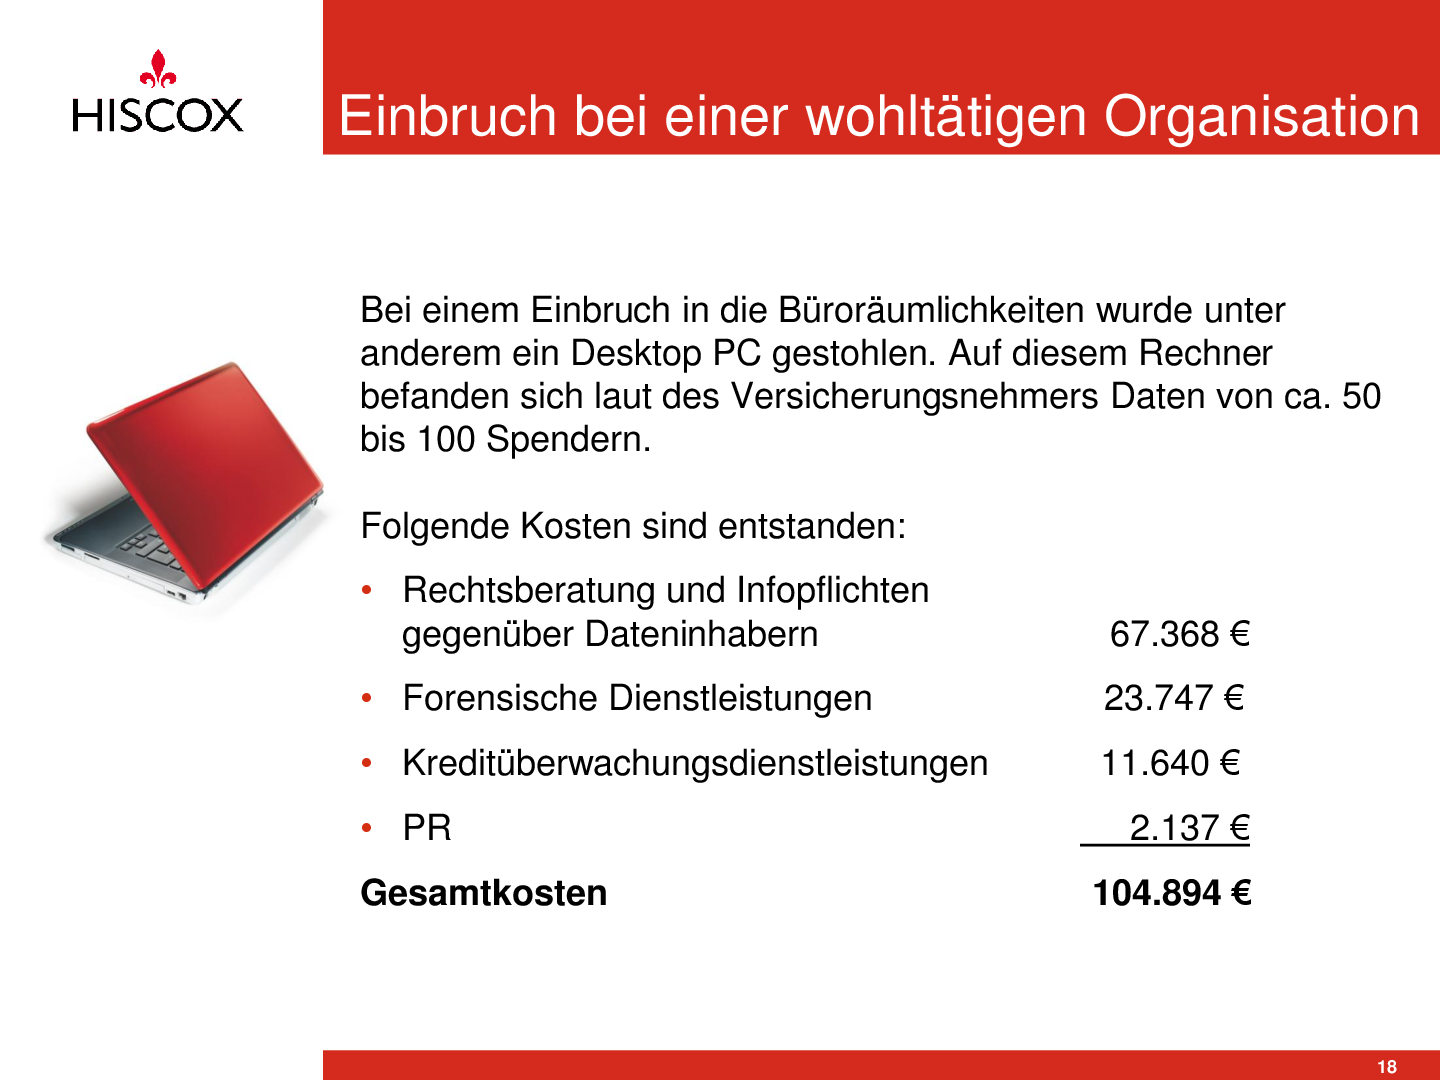 HISCOX
Einbruch bei einer wohltätigen Organisation
Bei einem Einbruch in die Büroräumlichkeiten wurde unter
anderem ein Desktop PC gestohlen. Auf diesem Rechner
befanden sich laut des Versicherungsnehmers Daten von ca. 50
bis 100 Spendern.
Folgende Kosten sind entstanden:
• Rechtsberatung und Infopflichten
gegenüber Dateninhabern 67.368 €
• Forensische Dienstleistungen 23.747 €
• Kreditüberwachungsdienstleistungen 11.640 €
• PR 2.137 €
Gesamtkosten 104.894 €
18